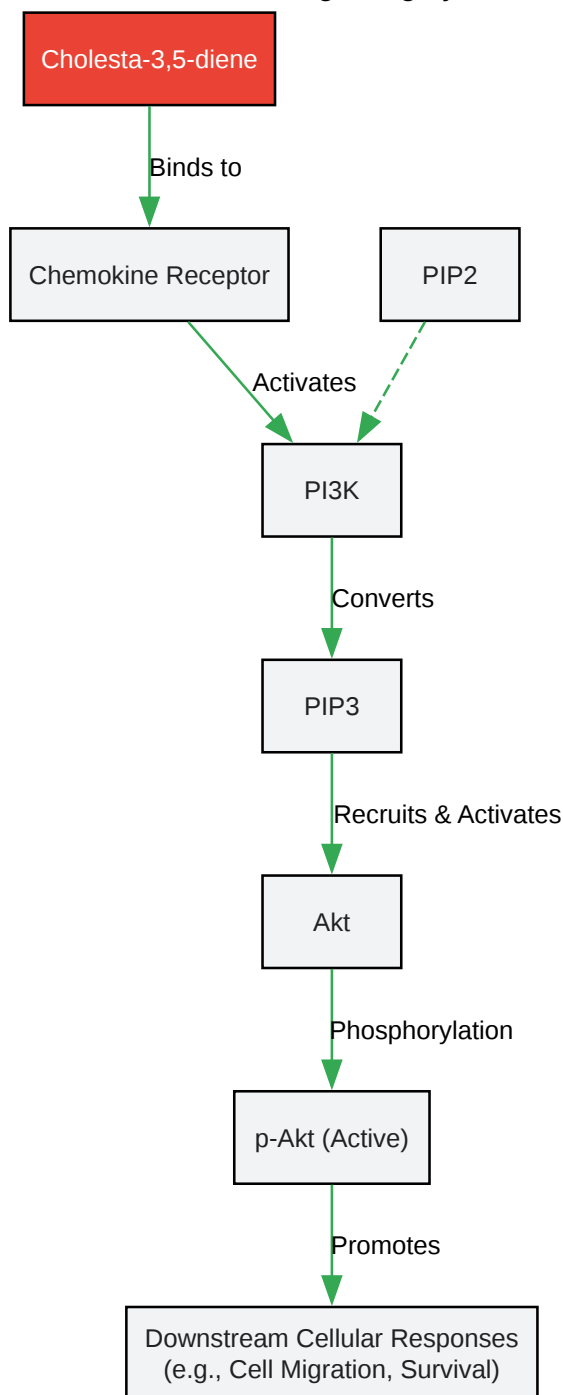 Cholesta-3,5-diene
Binds to
Chemokine Receptor
PIP2
Activates
PI3K
Converts
PIP3
Recruits & Activates
Akt
Phosphorylation
p-Akt (Active)
Promotes
Downstream Cellular Responses
(e.g., Cell Migration, Survival)